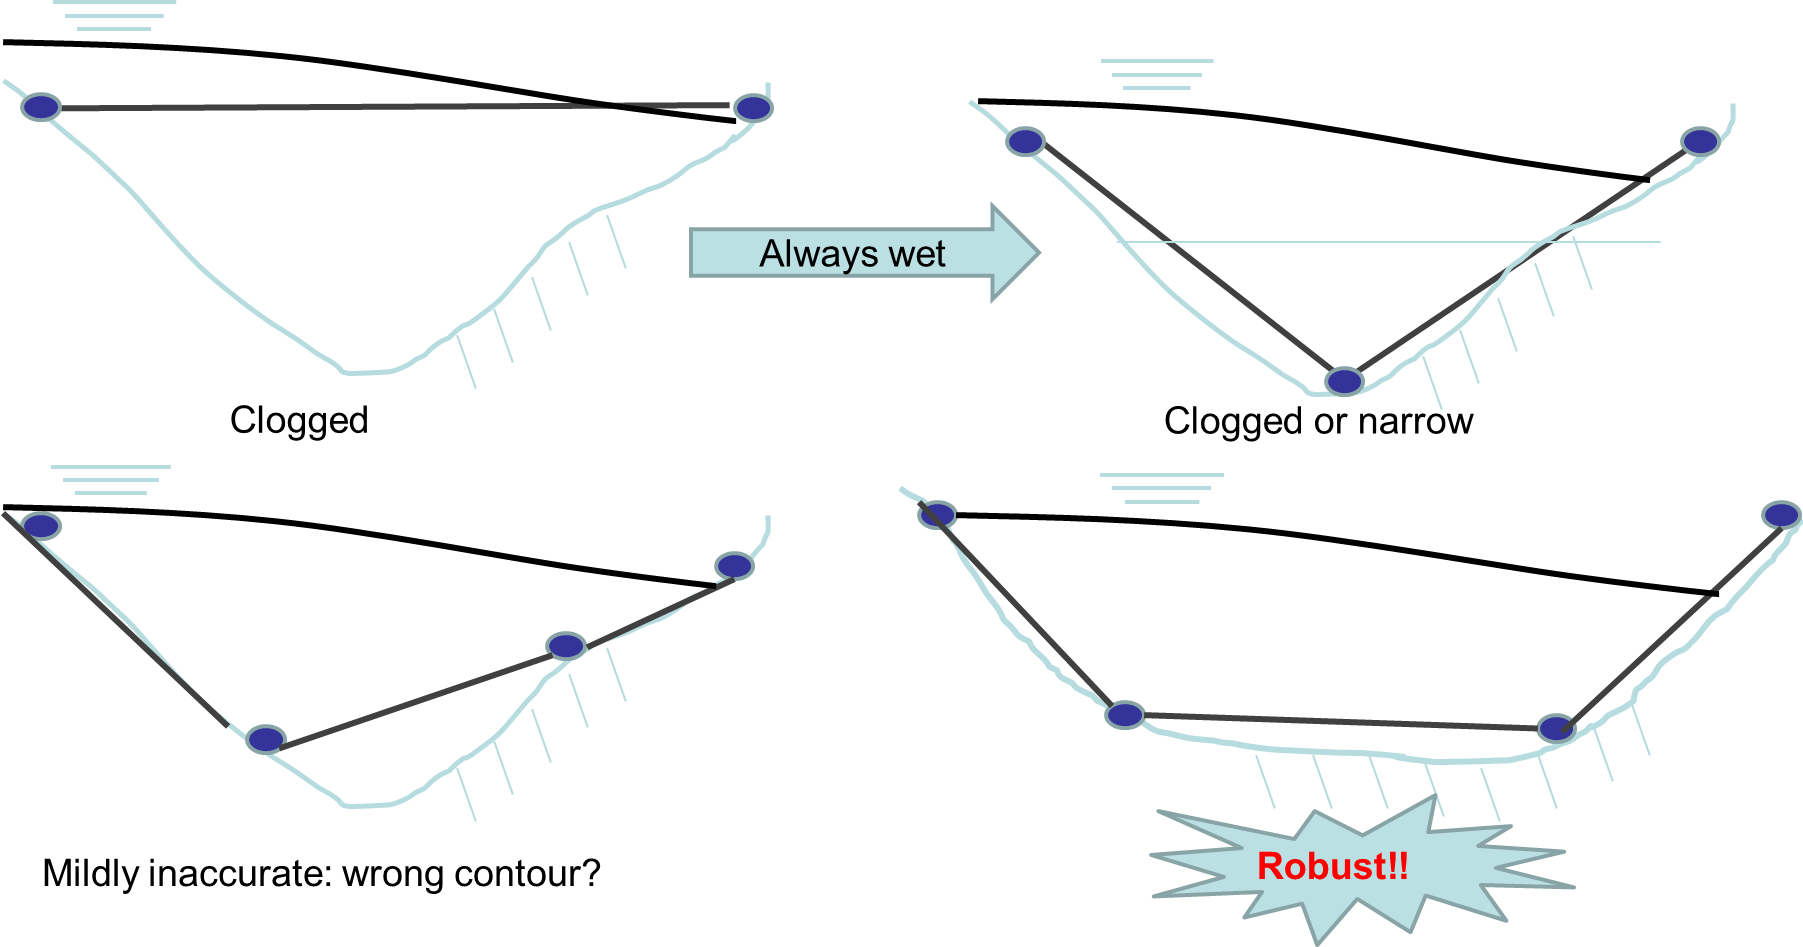 Always wet
Clogged
Clogged or narrow
Mildly inaccurate: wrong contour?
Robust!!